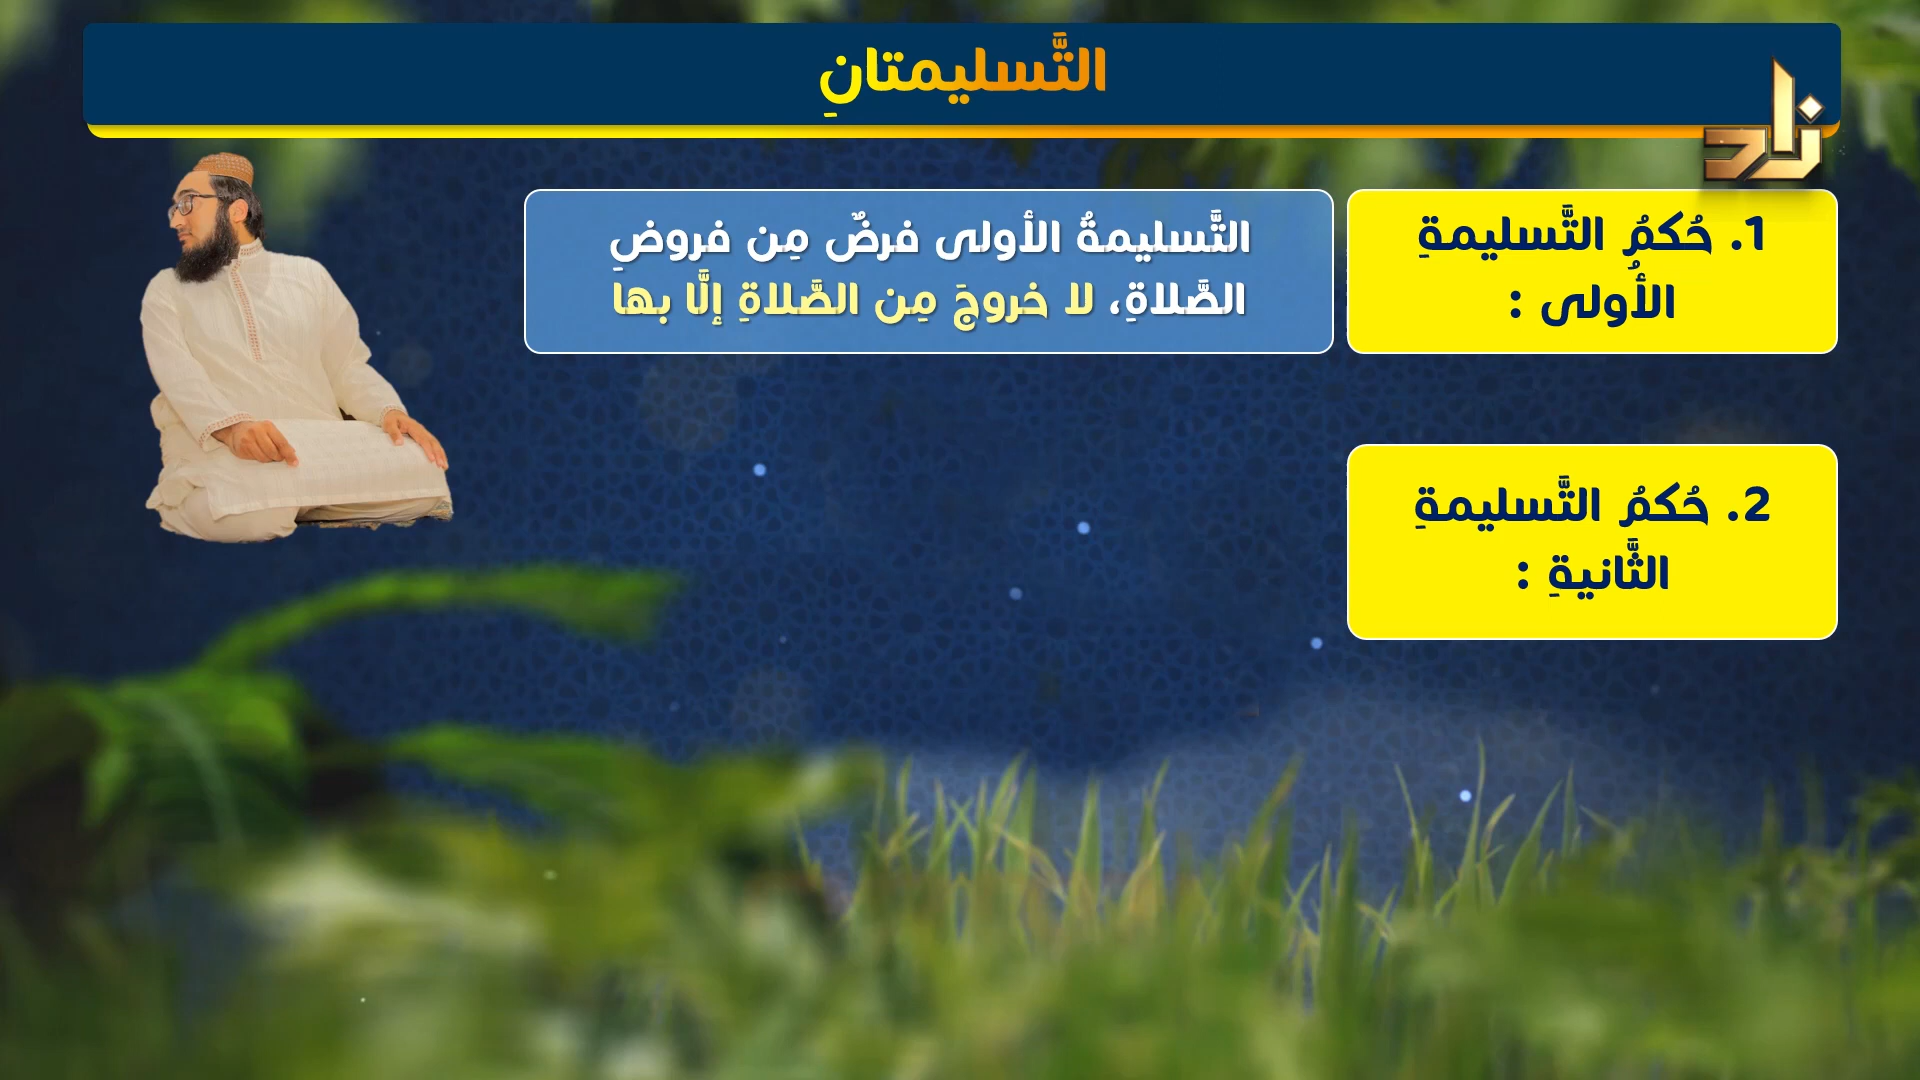 التَّسليمتانِ
زاد
1. حُكمُ التَّسليمةِ
الأُولى :
التَّسليمةُ الأولى فرضٌ مِن فروضِ
الصَّلاةِ، لا خروجَ مِن الصَّلاةِ إلَّا بها
2. حُكمُ التَّسليمةِ
الثَّانيةِ :